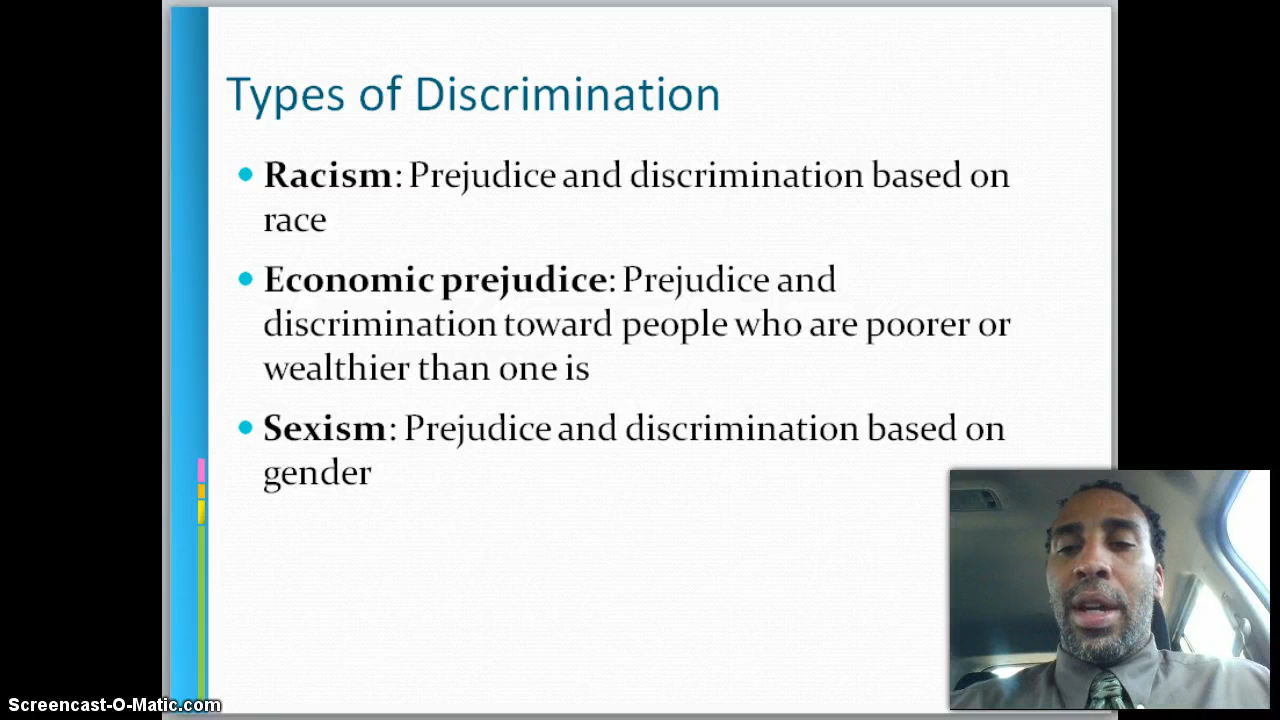 Types of Discrimination
Racism: Prejudice and discrimination based on
race
Economic prejudice: Prejudice and
discrimination toward people who are poorer or
wealthier than one is
Sexism: Prejudice and discrimination based on
gender
Screencast-O-Matic.com